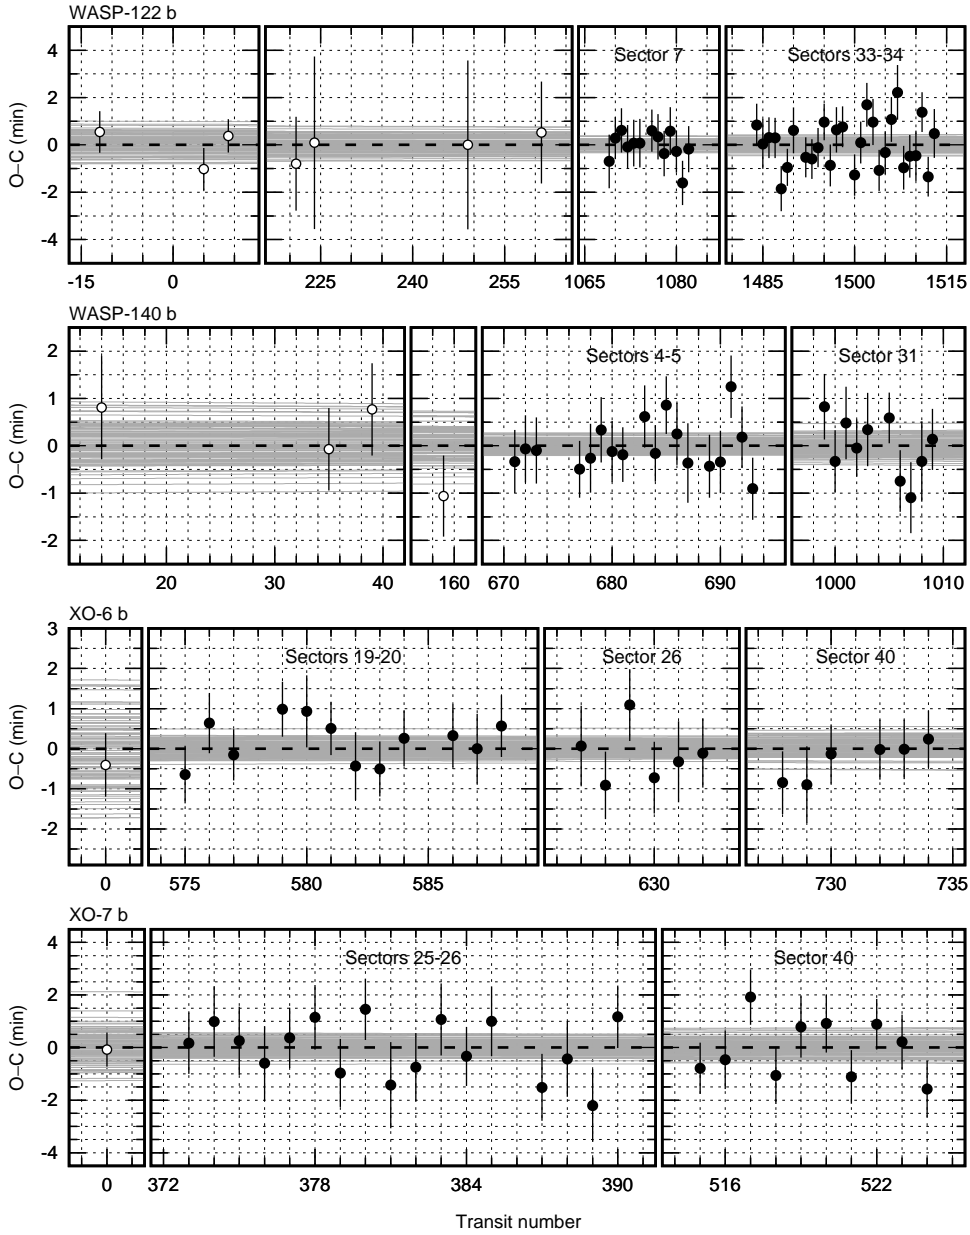 WASP-122 b
Sector 7
Sectors 33-34
4
2
0
-2
-4
O−C (min)
-15 0 225 240 255 1065 1080 1485 1500 1515
WASP-140 b
Sectors 4-5
Sector 31
2
1
0
-1
-2
O−C (min)
20 30 40 160 670 680 690 1000 1010
XO-6 b
Sectors 19-20
Sector 26
Sector 40
3
2
1
0
-1
-2
O−C (min)
0 575 580 585 630 730 735
XO-7 b
Sectors 25-26
Sector 40
4
2
0
-2
-4
O−C (min)
0 372 378 384 390 516 522
Transit number